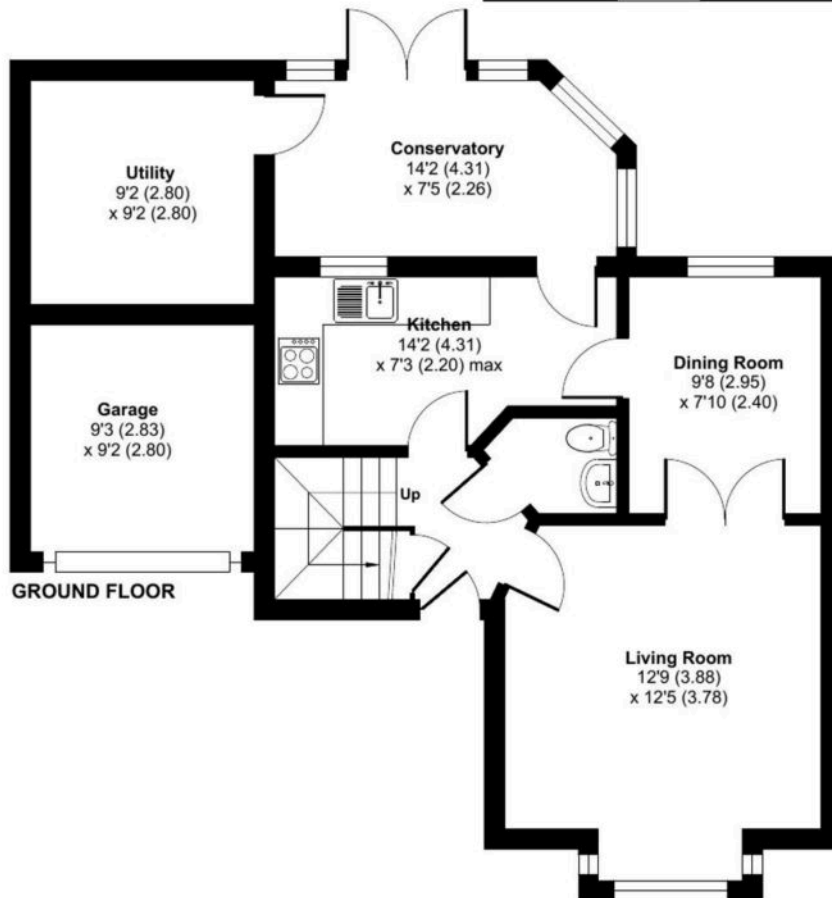 Utility
9'2 (2.80)
x 9'2 (2.80)
Conservatory
14'2 (4.31)
x 7'5 (2.26)
Kitchen
14'2 (4.31)
x 7'3 (2.20) max
Dining Room
9'8 (2.95)
x 7'10 (2.40)
Garage
9'3 (2.83)
x 9'2 (2.80)
Up
GROUND FLOOR
Living Room
12'9 (3.88)
x 12'5 (3.78)